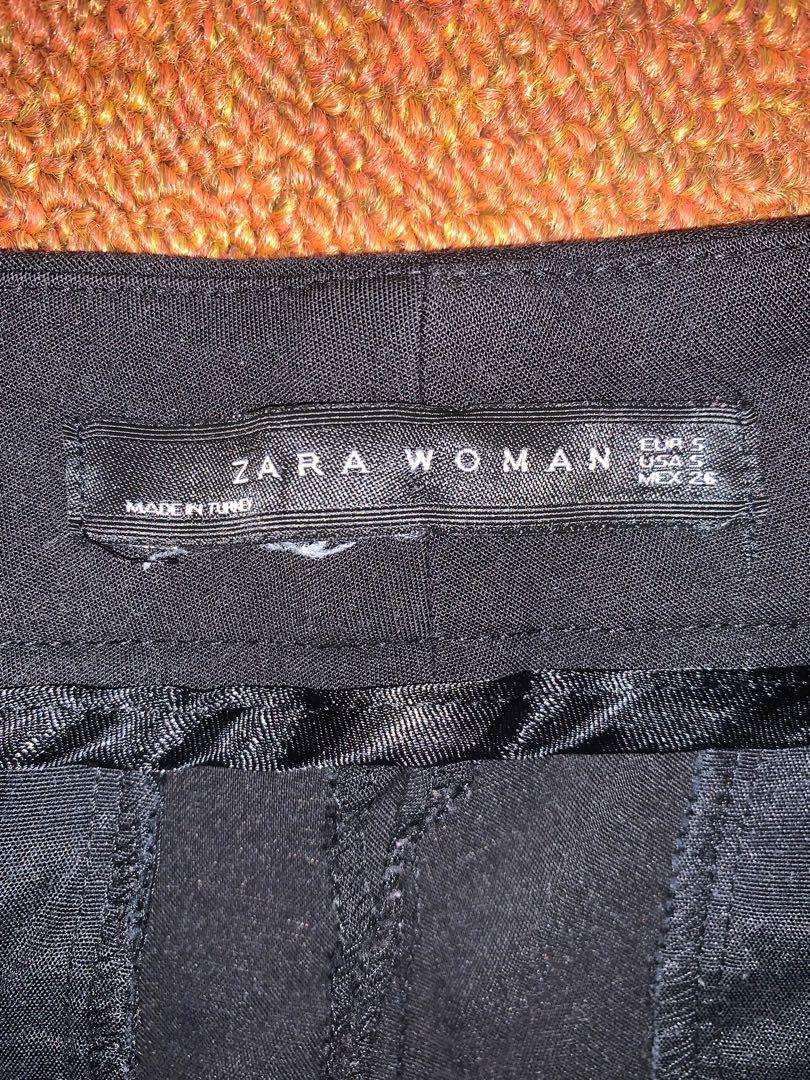 ZARA WOMAN
EUR S
USA S
MEX 26
MADE IN TURKEY